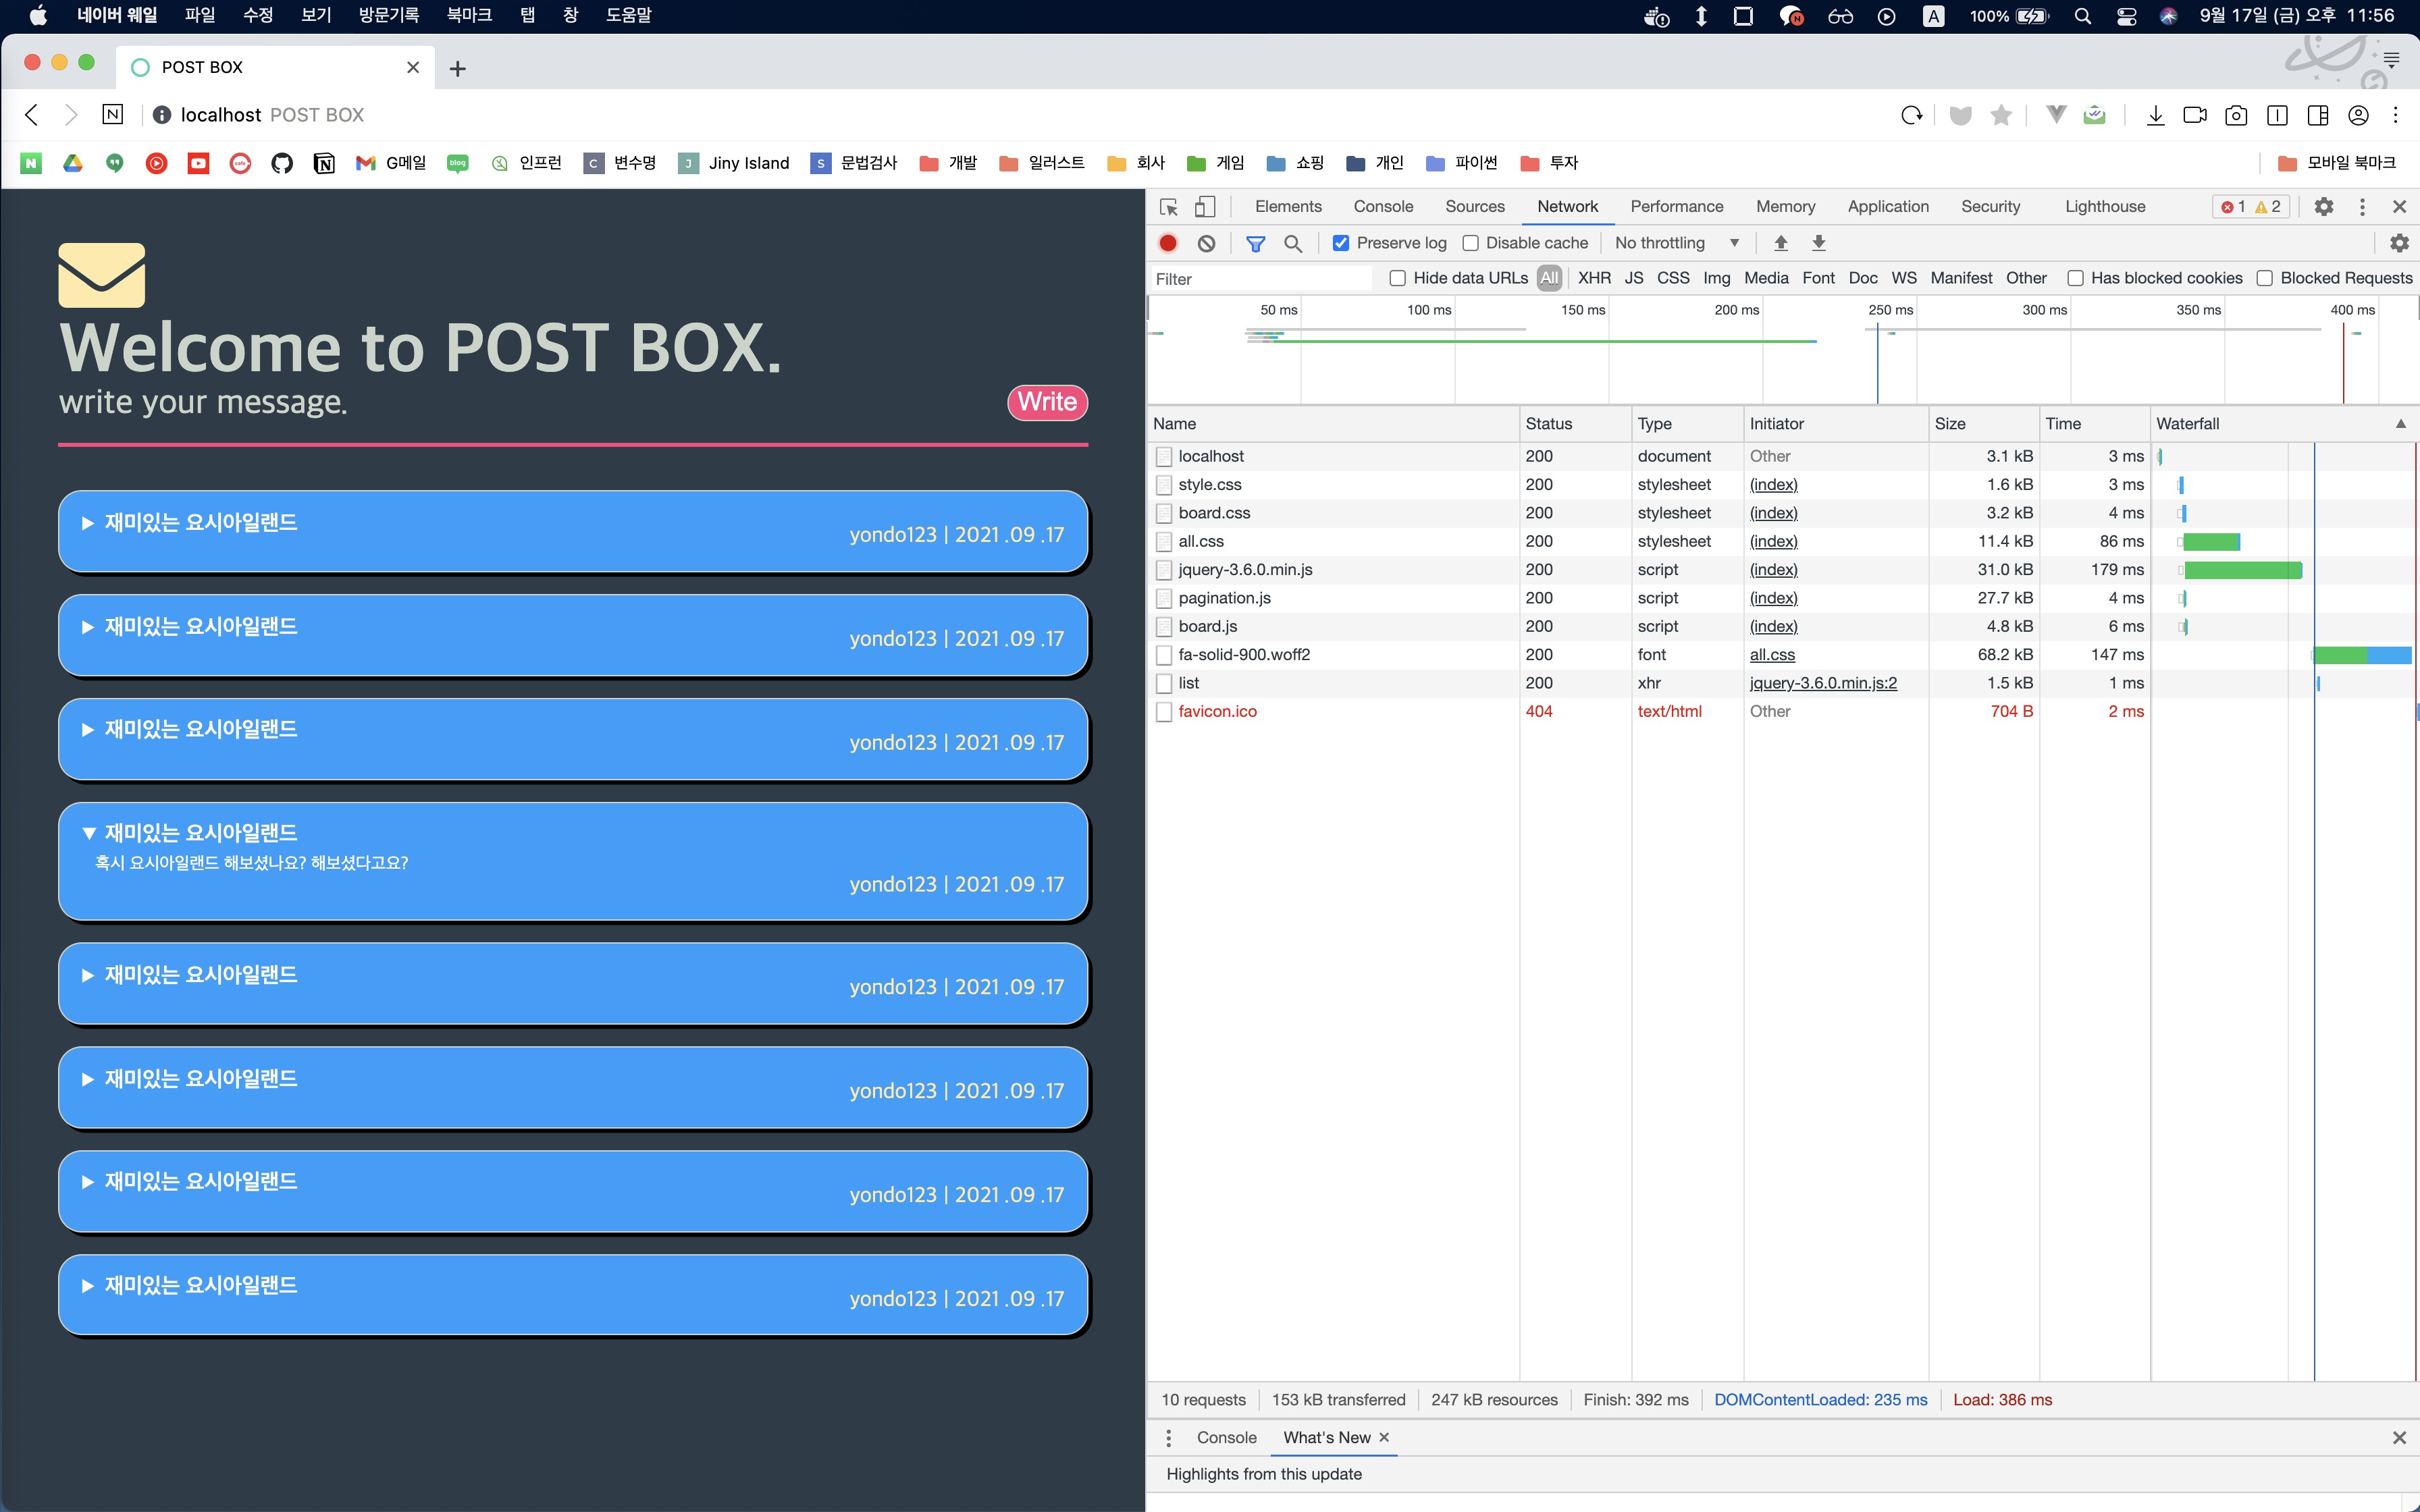 네이버 웨일 파일 수정 보기 방문기록 북마크 탭 창 도움말 A 100% 9월 17일 (금) 오후 11:56
POST BOX
N localhost POST BOX
G메일 blog 인프런 C 변수명 J Jiny Island S 문법검사 개발 일러스트 회사 게임 쇼핑 개인 파이썬 투자 모바일 북마크
Welcome to POST BOX.
write your message.
Write
재미있는 요시아일랜드
yondo123 | 2021 .09 .17
재미있는 요시아일랜드
yondo123 | 2021 .09 .17
재미있는 요시아일랜드
yondo123 | 2021 .09 .17
재미있는 요시아일랜드
혹시 요시아일랜드 해보셨나요? 해보셨다고요?
yondo123 | 2021 .09 .17
재미있는 요시아일랜드
yondo123 | 2021 .09 .17
재미있는 요시아일랜드
yondo123 | 2021 .09 .17
재미있는 요시아일랜드
yondo123 | 2021 .09 .17
재미있는 요시아일랜드
yondo123 | 2021 .09 .17
Elements Console Sources Network Performance Memory Application Security Lighthouse 1 2
Preserve log Disable cache No throttling
Filter Hide data URLs All XHR JS CSS Img Media Font Doc WS Manifest Other Has blocked cookies Blocked Requests
50 ms 100 ms 150 ms 200 ms 250 ms 300 ms 350 ms 400 ms
Name Status Type Initiator Size Time Waterfall
localhost 200 document Other 3.1 kB 3 ms
style.css 200 stylesheet (index) 1.6 kB 3 ms
board.css 200 stylesheet (index) 3.2 kB 4 ms
all.css 200 stylesheet (index) 11.4 kB 86 ms
jquery-3.6.0.min.js 200 script (index) 31.0 kB 179 ms
pagination.js 200 script (index) 27.7 kB 4 ms
board.js 200 script (index) 4.8 kB 6 ms
fa-solid-900.woff2 200 font all.css 68.2 kB 147 ms
list 200 xhr jquery-3.6.0.min.js:2 1.5 kB 1 ms
favicon.ico 404 text/html Other 704 B 2 ms
10 requests 153 kB transferred 247 kB resources Finish: 392 ms DOMContentLoaded: 235 ms Load: 386 ms
Console What's New
Highlights from this update